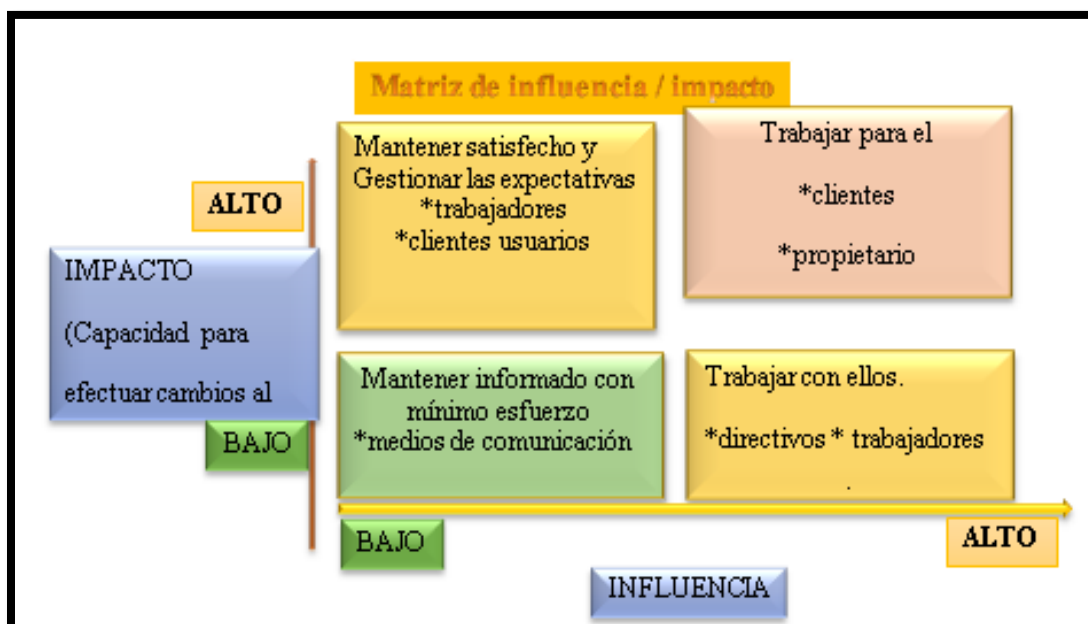 Matriz de influencia / impacto
Mantener satisfecho y
Gestionar las expectativas
*trabajadores
*clientes usuarios
Trabajar para el
*clientes
*propietario
ALTO
IMPACTO
(Capacidad para
efectuar cambios al
BAJO
Mantener informado con
mínimo esfuerzo
*medios de comunicación
Trabajar con ellos.
*directivos * trabajadores
.
BAJO
ALTO
INFLUENCIA